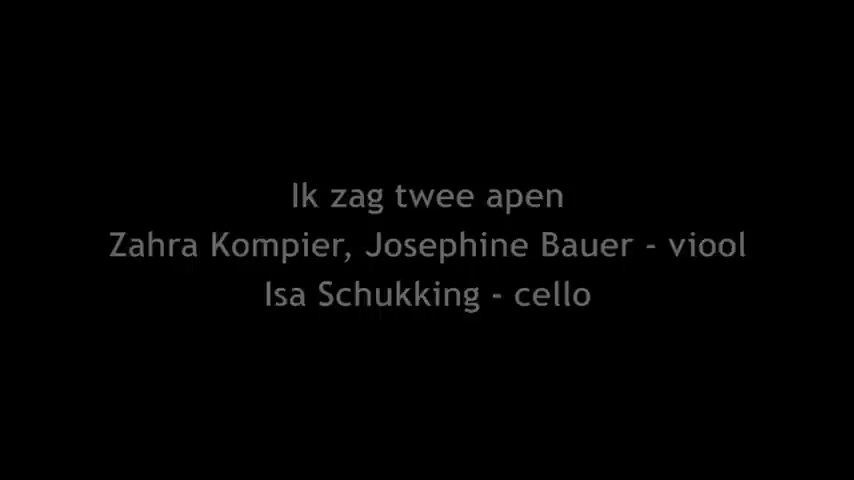 Ik zag twee apen
Zahra Kompier, Josephine Bauer - viool
Isa Schukking - cello